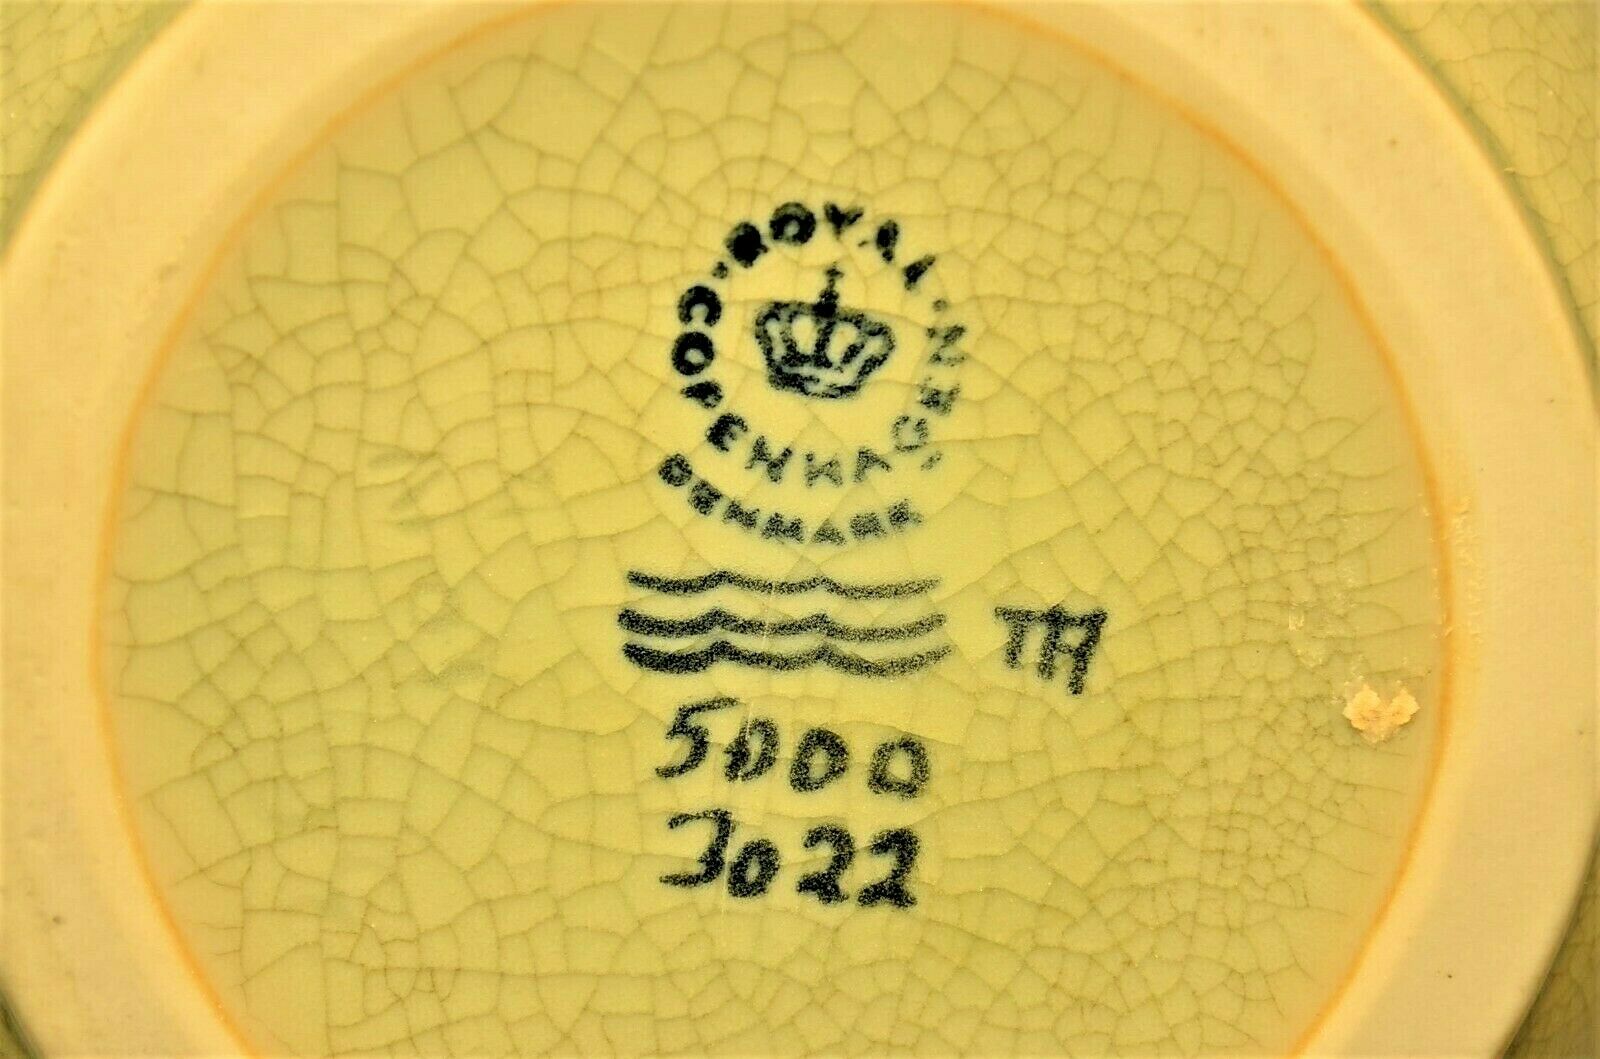 ROYAL
COPENHAGEN
DENMARK
TH
5000
3022